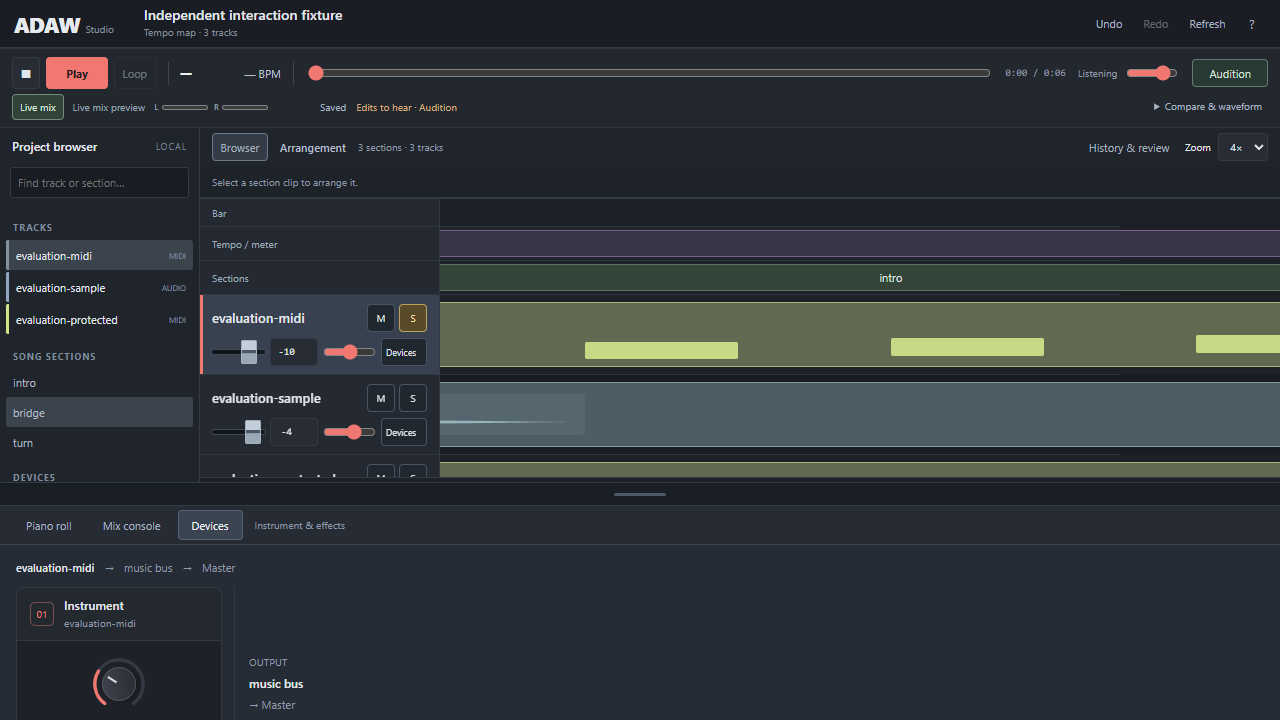 ADAW Studio
Independent interaction fixture
Tempo map · 3 tracks
Undo Redo Refresh ?
Play Loop — — BPM 0:00 / 0:06 Listening Audition
Live mix Live mix preview L R Saved Edits to hear · Audition Compare & waveform
Project browser LOCAL
Find track or section...
TRACKS
evaluation-midi MIDI
evaluation-sample AUDIO
evaluation-protected MIDI
SONG SECTIONS
intro
bridge
turn
DEVICES
Browser Arrangement 3 sections · 3 tracks History & review Zoom 4×
Select a section clip to arrange it.
Bar
Tempo / meter
Sections intro
evaluation-midi M S
-10 Devices
evaluation-sample M S
-4 Devices
Piano roll Mix console Devices Instrument & effects
evaluation-midi → music bus → Master
01 Instrument
evaluation-midi
OUTPUT
music bus
→ Master